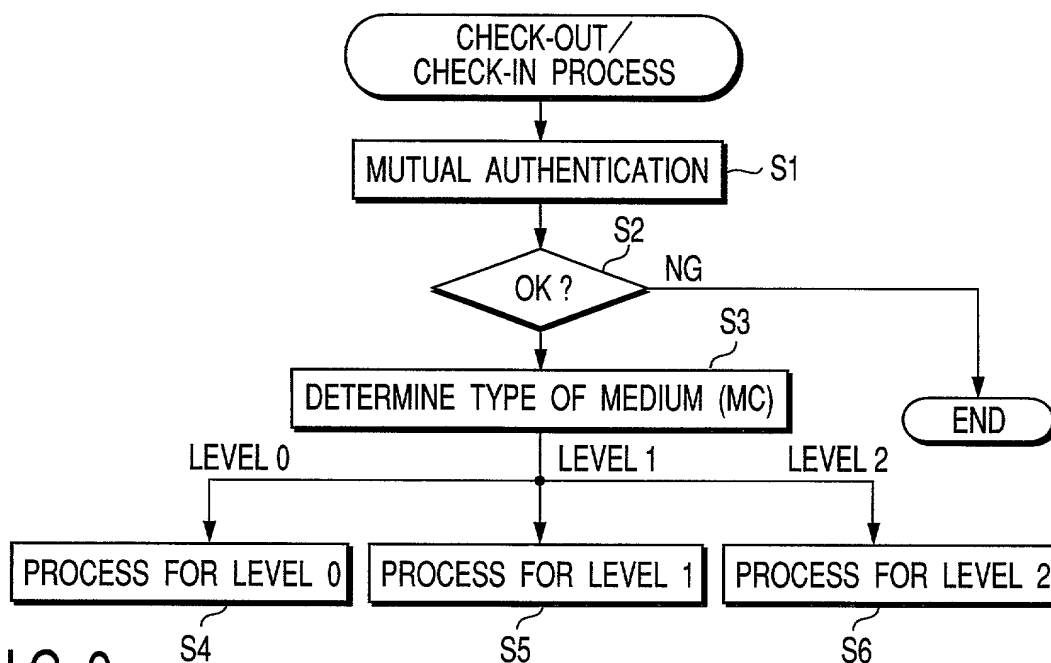 CHECK-OUT/
CHECK-IN PROCESS
MUTUAL AUTHENTICATION
S1
S2
OK ?
NG
S3
DETERMINE TYPE OF MEDIUM (MC)
END
LEVEL 0
LEVEL 1
LEVEL 2
PROCESS FOR LEVEL 0
PROCESS FOR LEVEL 1
PROCESS FOR LEVEL 2
S4
S5
S6